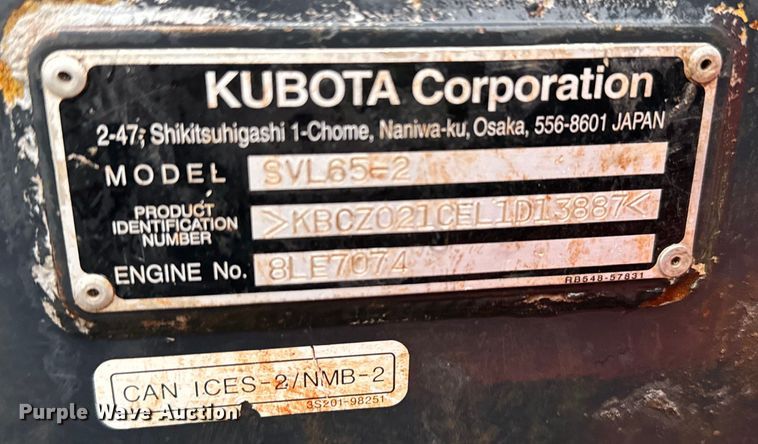 KUBOTA Corporation
2-47, Shikitsuhigashi 1-Chome, Naniwa-ku, Osaka, 556-8601 JAPAN
MODEL SVL65-2
PRODUCT
IDENTIFICATION
NUMBER
>KBCZ021CEL1D13887<
ENGINE No. 8LE7074
RB548-57831
CAN ICES-2/NMB-2
3S201-98251
Purple Wave Auction